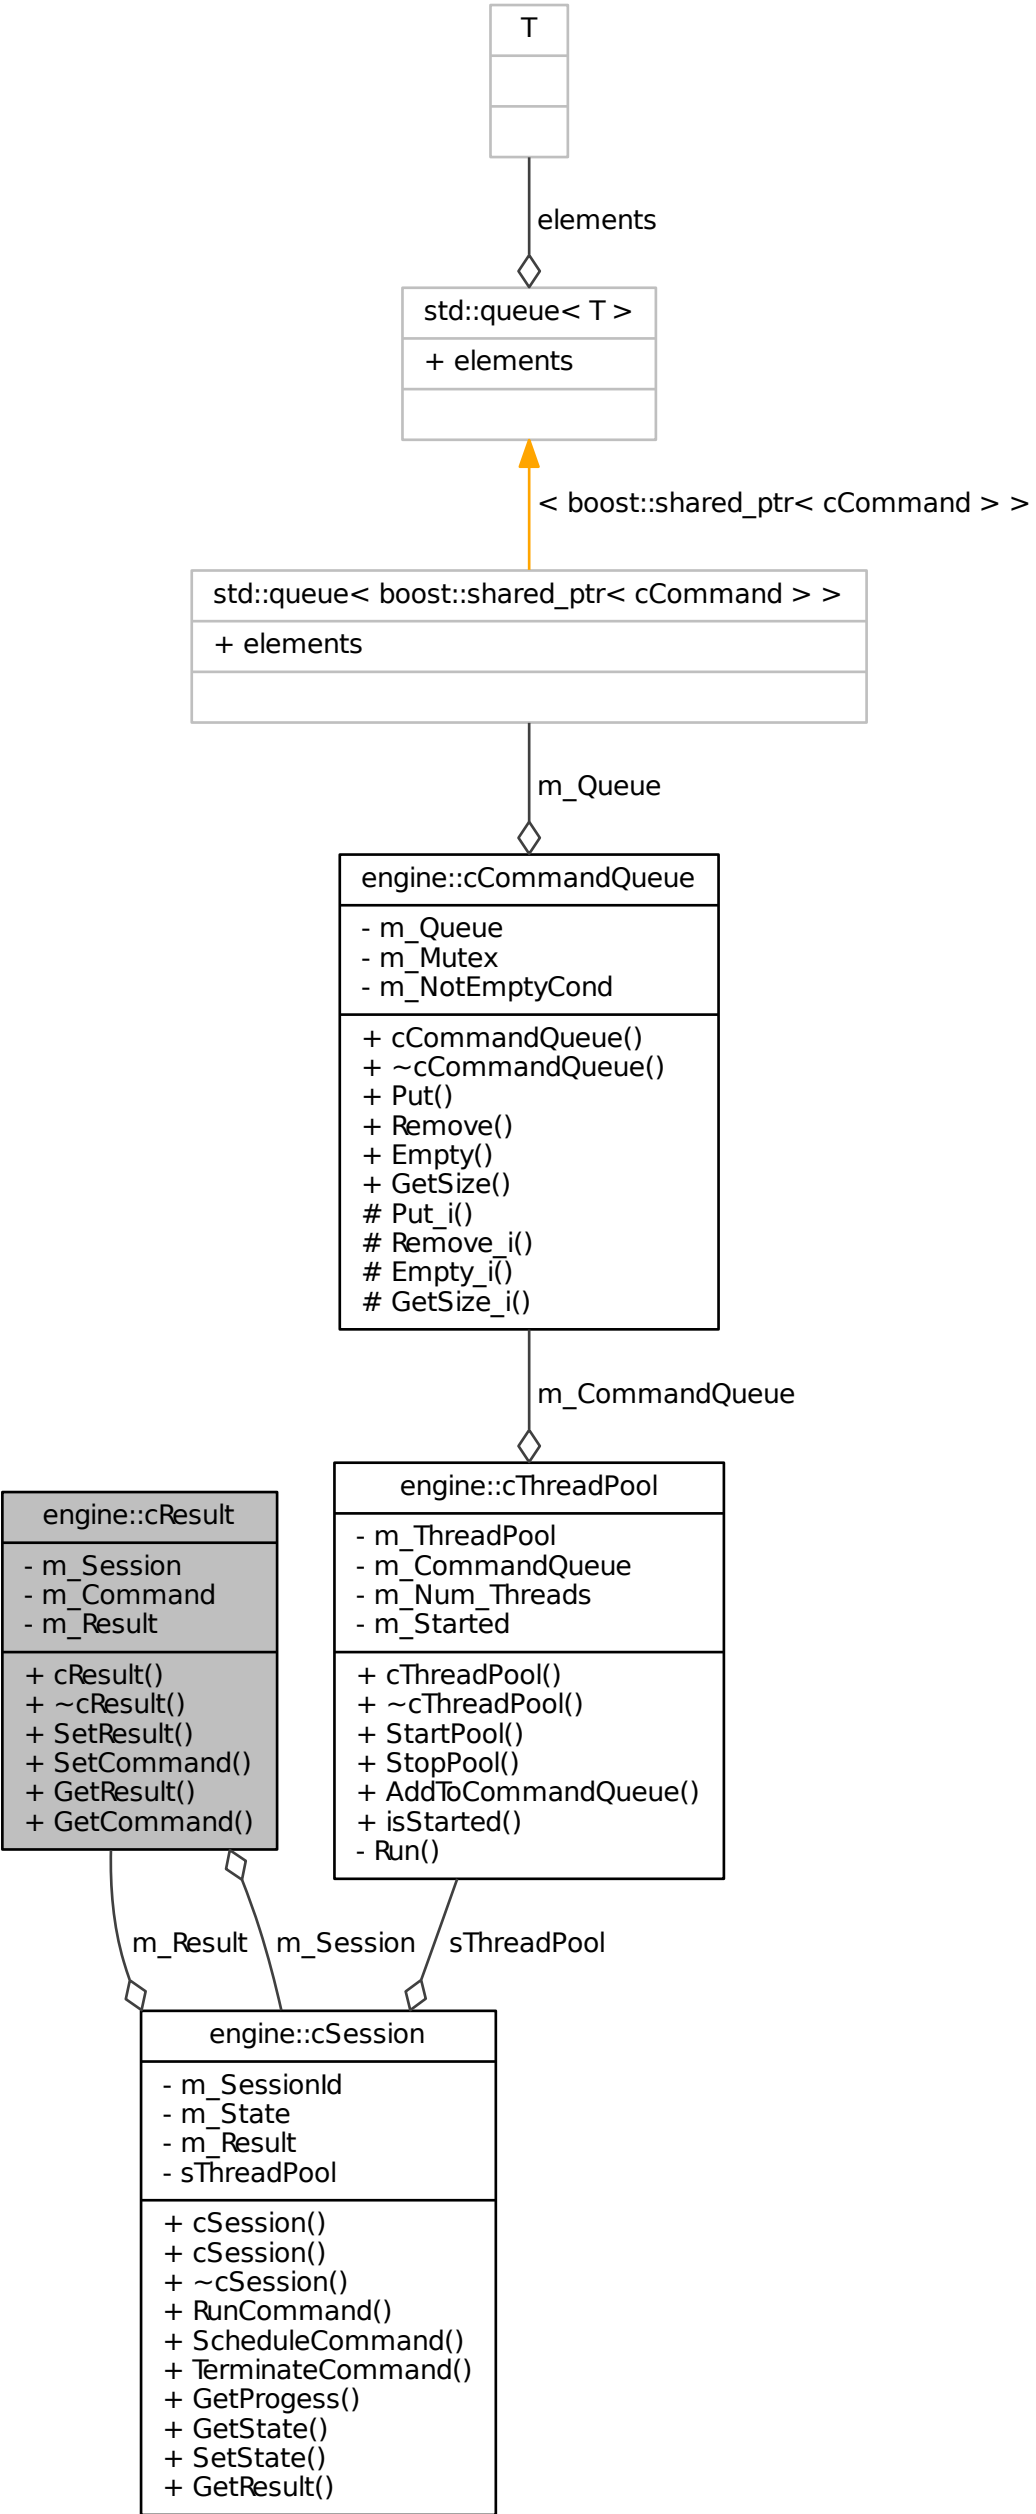 T
elements
std::queue< T >
+ elements
< boost::shared_ptr< cCommand > >
std::queue< boost::shared_ptr< cCommand > >
+ elements
m_Queue
engine::cCommandQueue
- m_Queue
- m_Mutex
- m_NotEmptyCond
+ cCommandQueue()
+ ~cCommandQueue()
+ Put()
+ Remove()
+ Empty()
+ GetSize()
# Put_i()
# Remove_i()
# Empty_i()
# GetSize_i()
m_CommandQueue
engine::cThreadPool
- m_ThreadPool
- m_CommandQueue
- m_Num_Threads
- m_Started
+ cThreadPool()
+ ~cThreadPool()
+ StartPool()
+ StopPool()
+ AddToCommandQueue()
+ isStarted()
- Run()
engine::cResult
- m_Session
- m_Command
- m_Result
+ cResult()
+ ~cResult()
+ SetResult()
+ SetCommand()
+ GetResult()
+ GetCommand()
m_Result
m_Session
sThreadPool
engine::cSession
- m_SessionId
- m_State
- m_Result
- sThreadPool
+ cSession()
+ cSession()
+ ~cSession()
+ RunCommand()
+ ScheduleCommand()
+ TerminateCommand()
+ GetProgess()
+ GetState()
+ SetState()
+ GetResult()